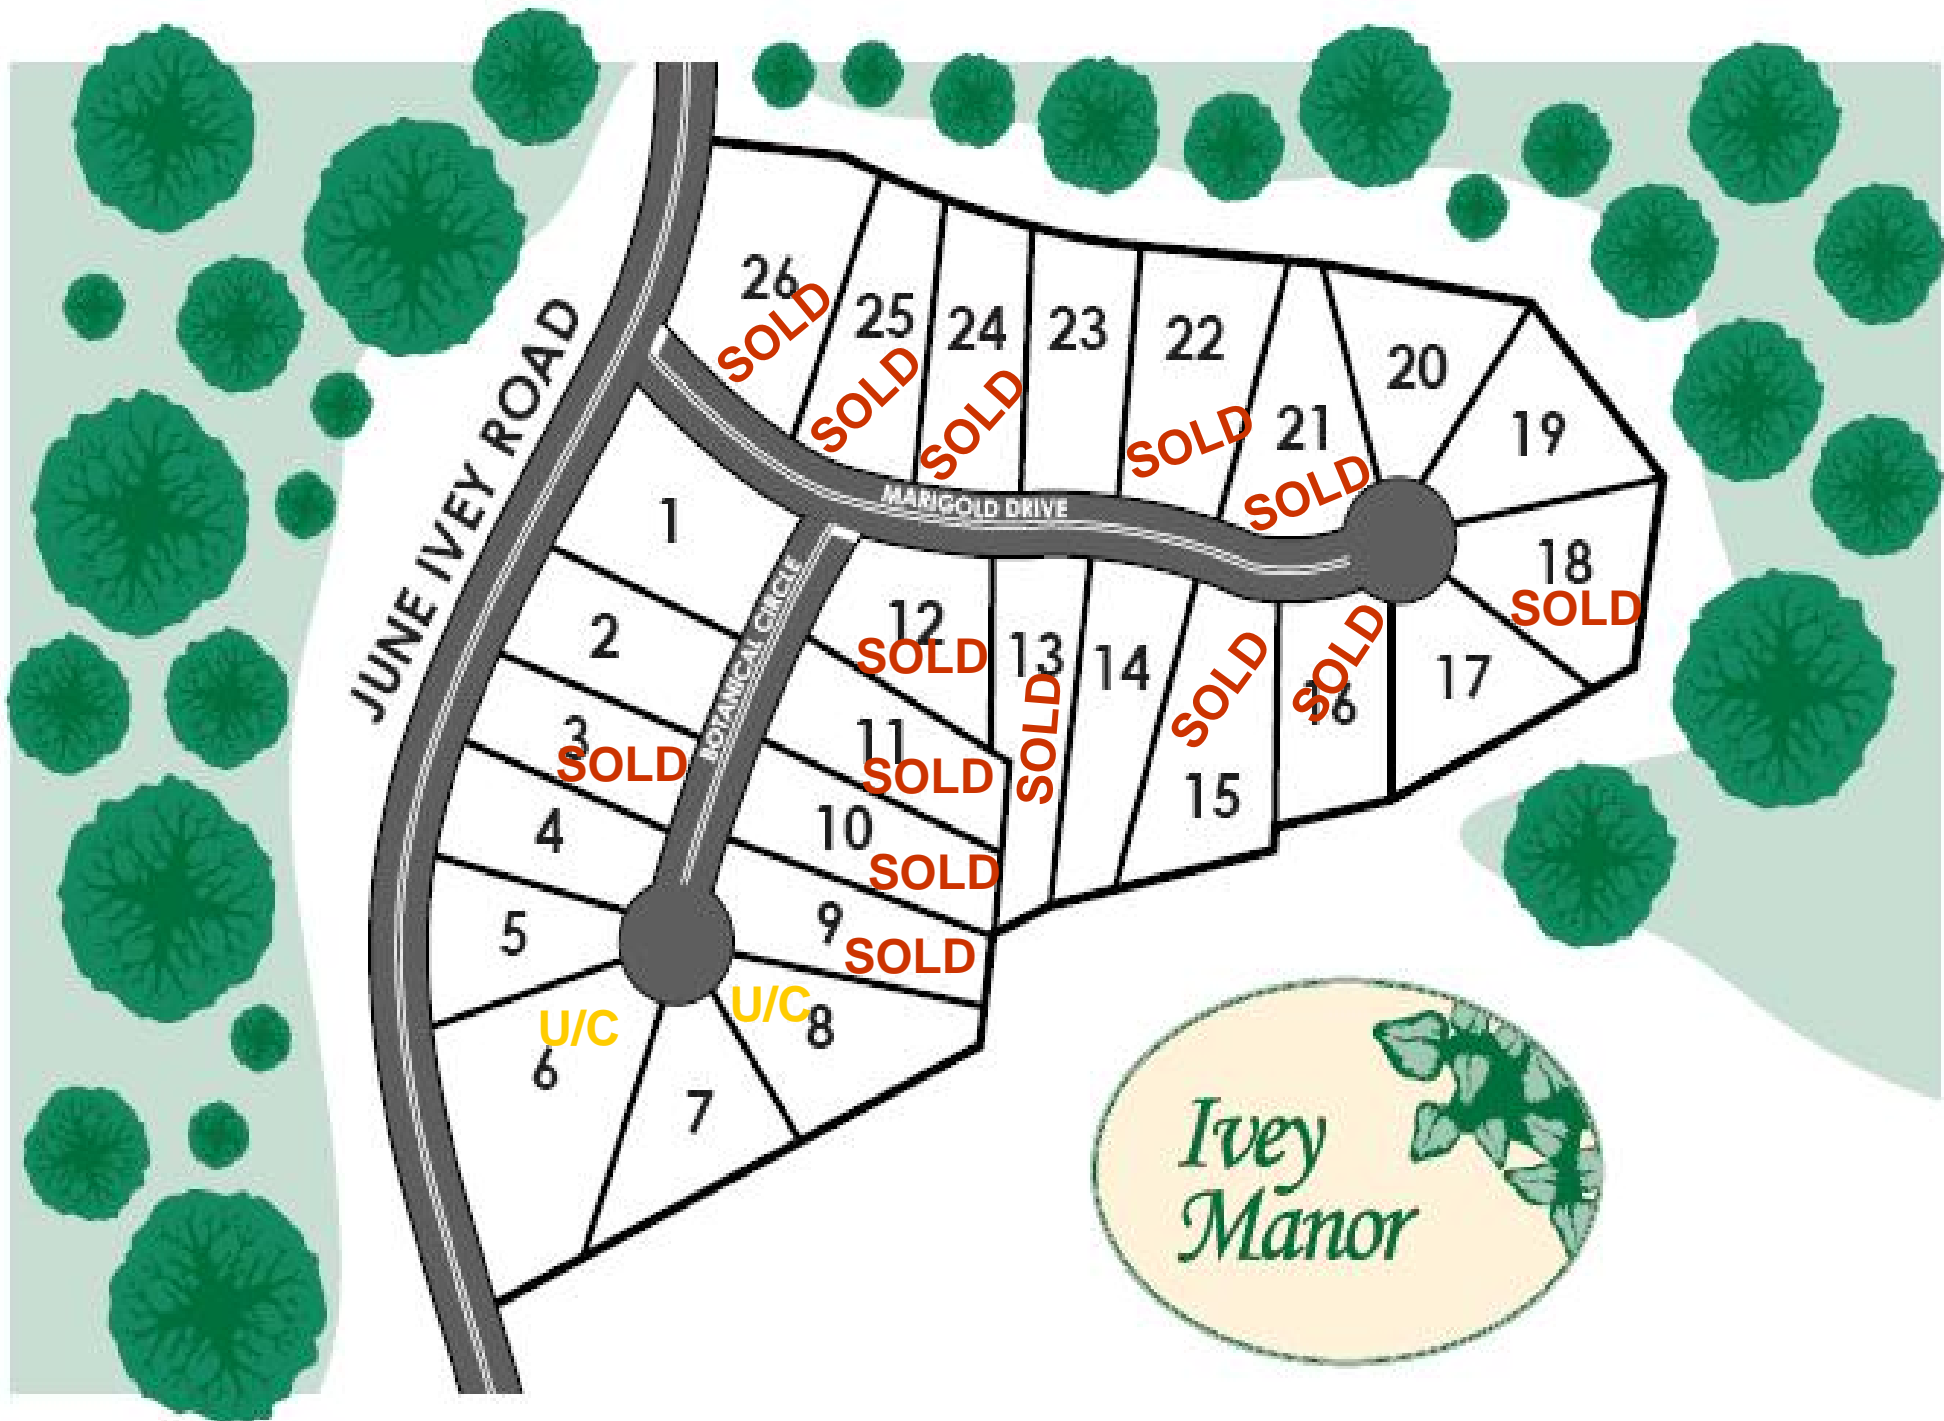 JUNE IVEY ROAD
26
SOLD
25
SOLD
24
SOLD
23
22
SOLD
21
SOLD
20
19
18
SOLD
17
16
SOLD
15
SOLD
14
13
SOLD
12
SOLD
11
SOLD
10
SOLD
9
SOLD
8
U/C
7
6
U/C
5
4
3
SOLD
2
1
MARIGOLD DRIVE
BOTANICAL CIRCLE
Ivey
Manor